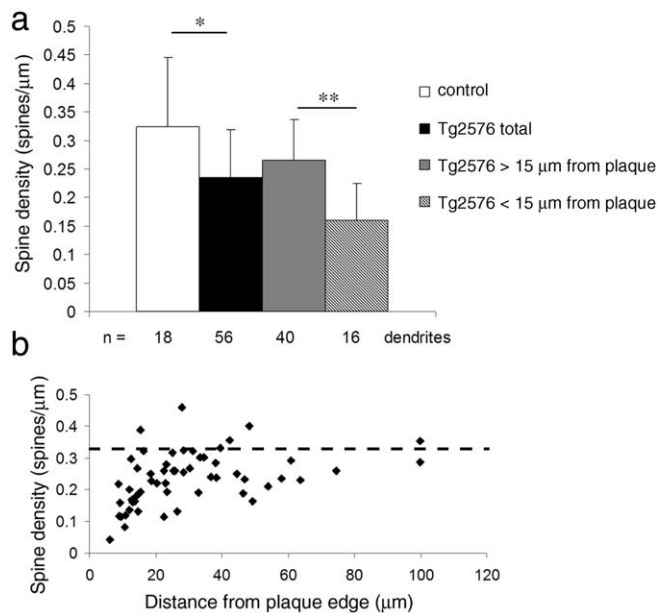 a
*
**
Spine density (spines/μm)
0.5
0.45
0.4
0.35
0.3
0.25
0.2
0.15
0.1
0.05
0
control
Tg2576 total
Tg2576 > 15 μm from plaque
Tg2576 < 15 μm from plaque
n = 18 56 40 16 dendrites
b
Spine density (spines/μm)
0.5
0.4
0.3
0.2
0.1
0
0 20 40 60 80 100 120
Distance from plaque edge (μm)